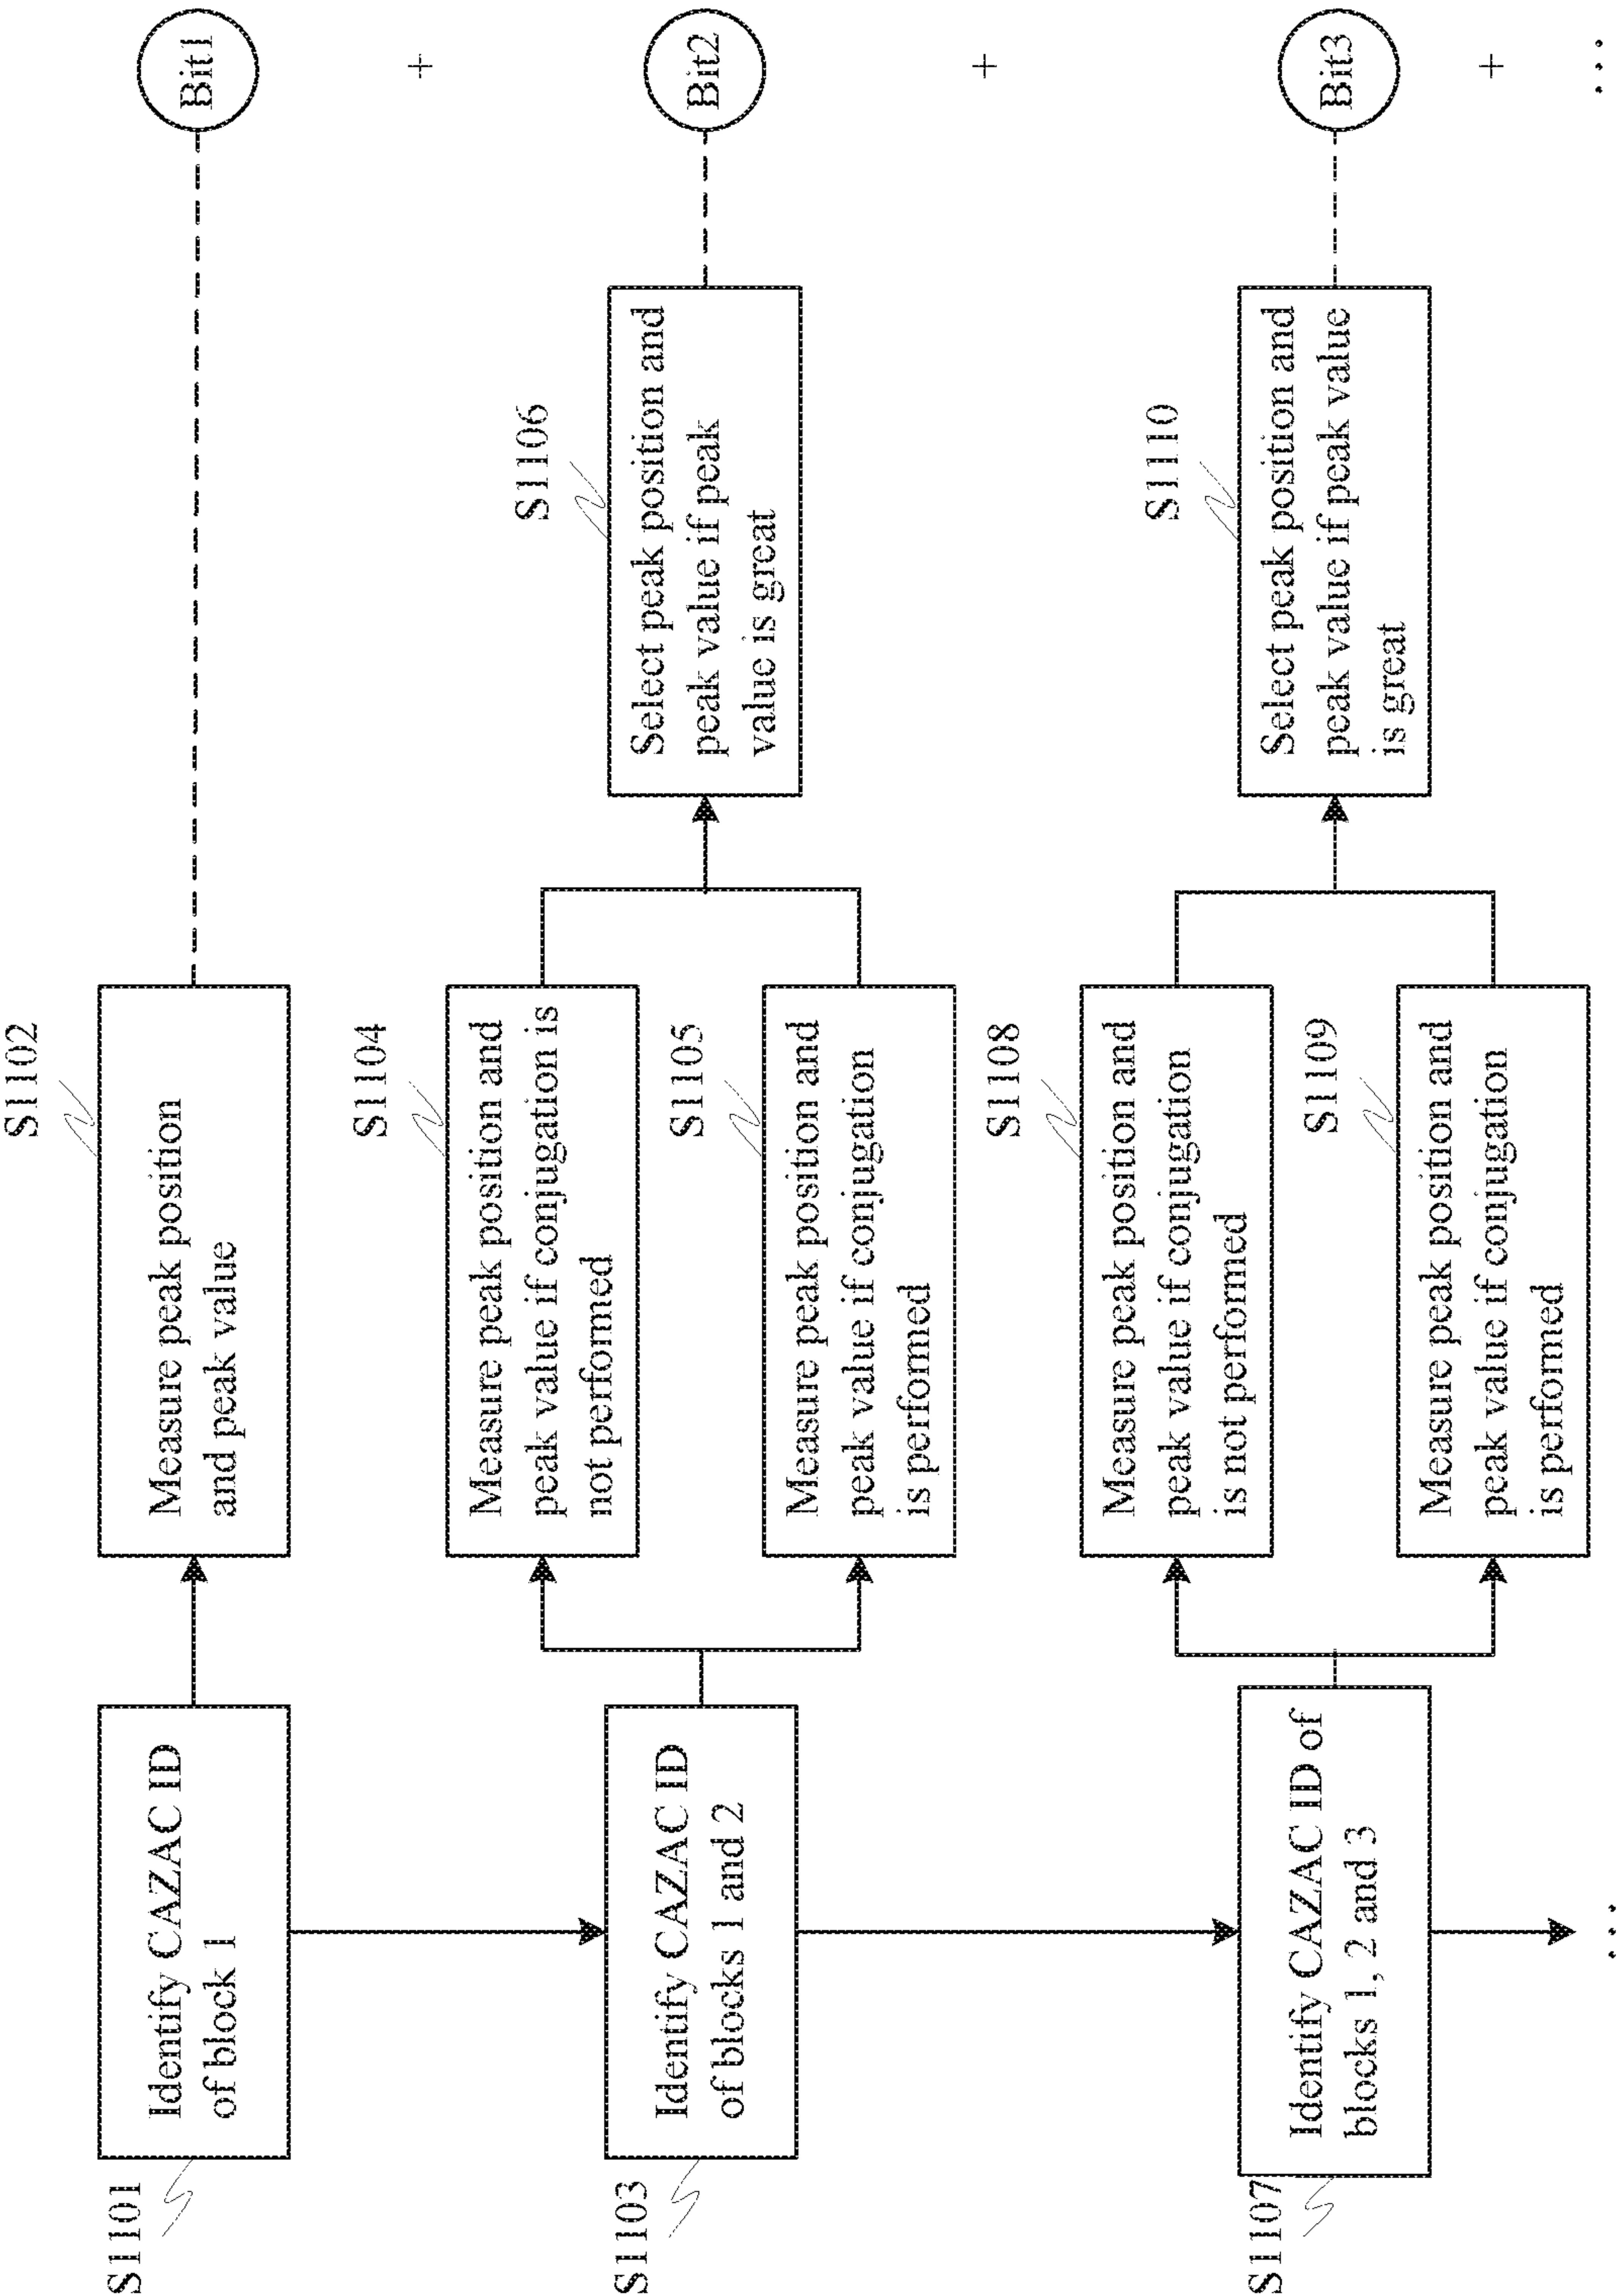 S1101
Identify CAZAC ID
of block 1
S1102
Measure peak position
and peak value
Bit1
+
S1103
Identify CAZAC ID
of blocks 1 and 2
S1104
Measure peak position and
peak value if conjugation is
not performed
S1105
Measure peak position and
peak value if conjugation
is performed
S1106
Select peak position and
peak value if peak
value is great
Bit2
+
S1107
Identify CAZAC ID of
blocks 1, 2 and 3
S1108
Measure peak position and
peak value if conjugation
is not performed
S1109
Measure peak position and
peak value if conjugation
is performed
S1110
Select peak position and
peak value if peak value
is great
Bit3
+
...
...